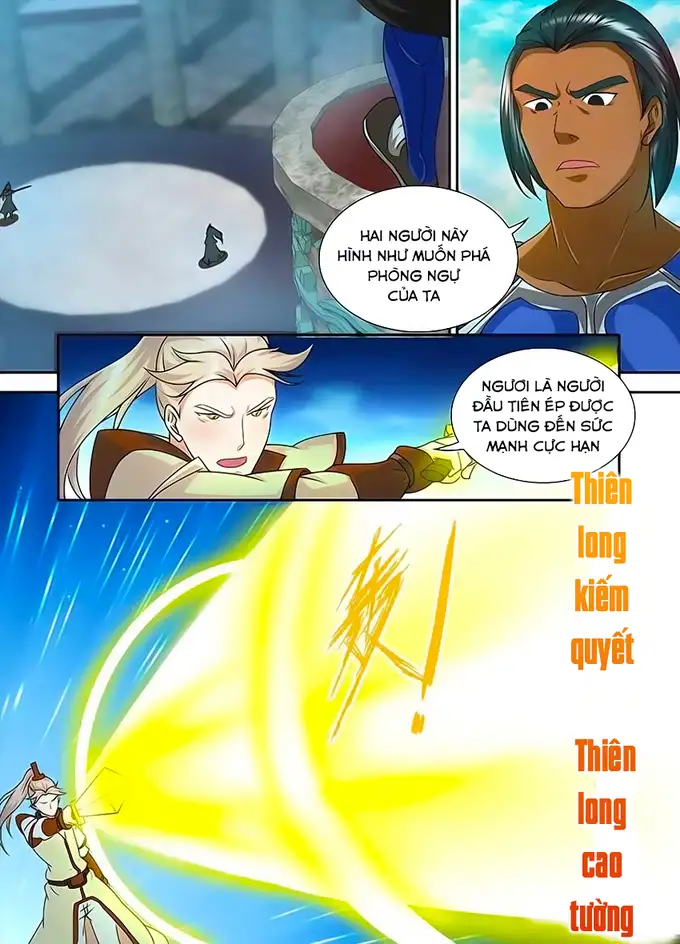 HAI NGƯỜI NÀY
HÌNH NHƯ MUỐN PHÁ
PHÒNG NGỰ
CỦA TA
NGƯƠI LÀ NGƯỜI
ĐẦU TIÊN ÉP ĐƯỢC
TA DÙNG ĐẾN SỨC
MẠNH CỰC HẠN
Thiên
long
kiếm
quyết
Thiên
long
cao
tường